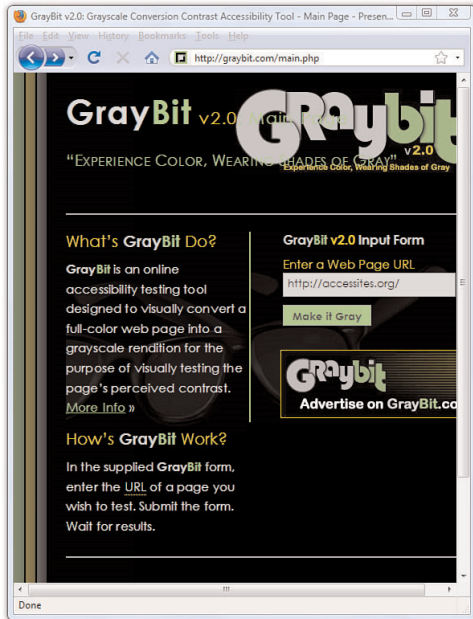 GrayBit v2.0: Grayscale Conversion Contrast Accessibility Tool - Main Page - Presen...
File Edit View History Bookmarks Tools Help
http://graybit.com/main.php
GrayBit v2.0: Main
Graybit
v2.0
Experience Color, Wearing Shades of Gray
“Experience Color, Wearing Shades of Gray”
What's GrayBit Do?
GrayBit is an online
accessibility testing tool
designed to visually convert a
full-color web page into a
grayscale rendition for the
purpose of visually testing the
page's perceived contrast.
More Info »
How's GrayBit Work?
In the supplied GrayBit form,
enter the URL of a page you
wish to test. Submit the form.
Wait for results.
GrayBit v2.0 Input Form
Enter a Web Page URL
http://accessites.org/
Make it Gray
Graybit
Advertise on GrayBit.co
Done